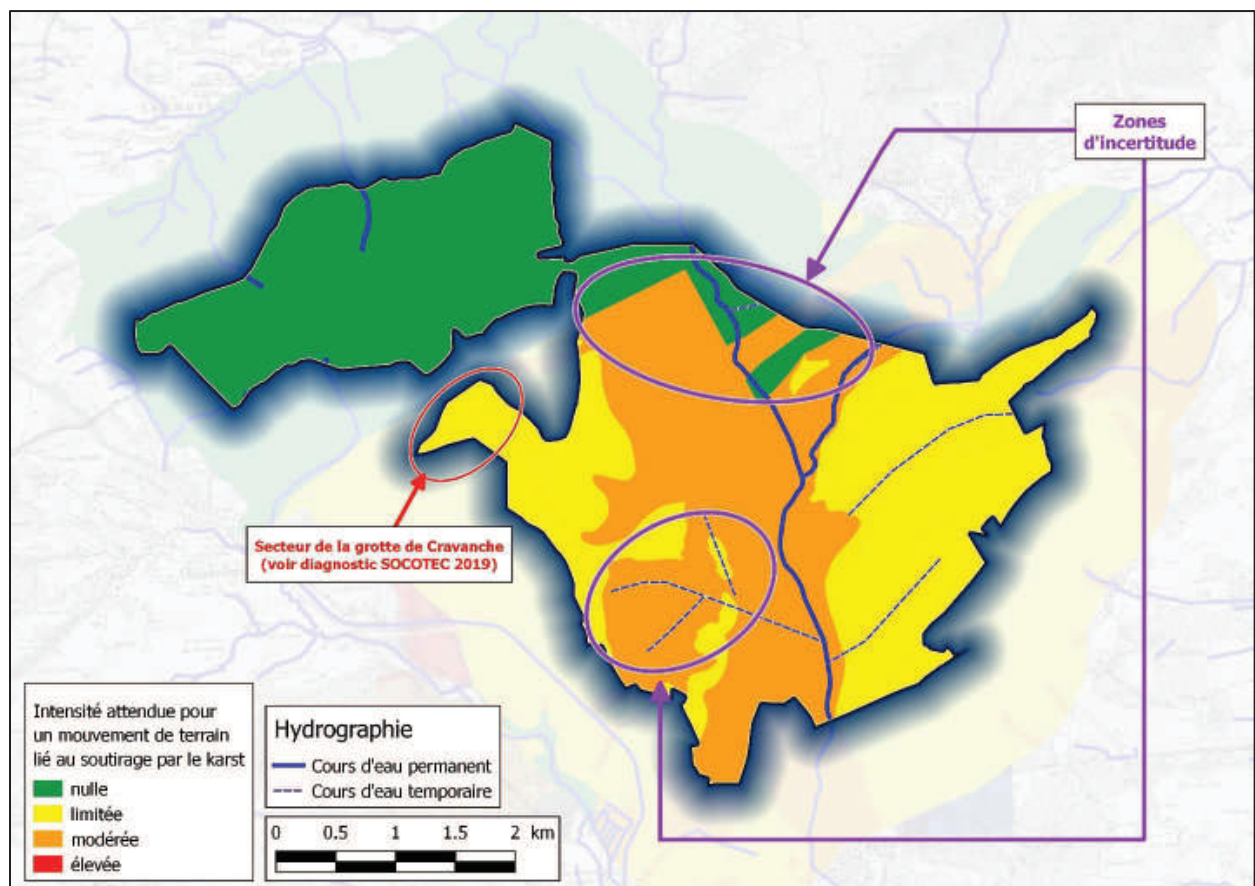 Zones
d'incertitude
Secteur de la grotte de Cravanche
(voir diagnostic SOCOTEC 2019)
Intensité attendue pour
un mouvement de terrain
lié au soutirage par le karst
nulle
limitée
modérée
élevée
Hydrographie
Cours d'eau permanent
Cours d'eau temporaire
0 0.5 1 1.5 2 km